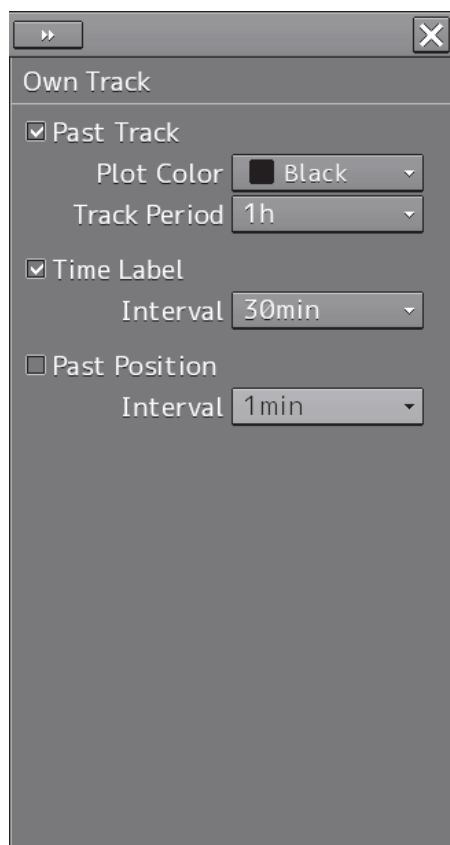 Own Track
Past Track
Plot Color Black
Track Period 1h
Time Label
Interval 30min
Past Position
Interval 1min